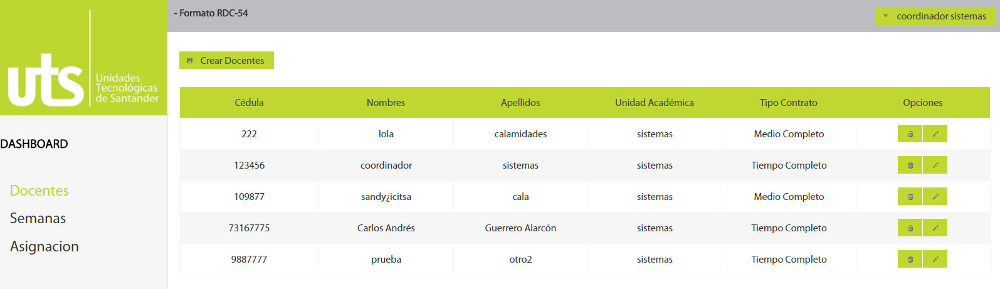 uts
Unidades
Tecnológicas
de Santander
- Formato RDC-54
coordinador sistemas
DASHBOARD
Docentes
Semanas
Asignacion
Crear Docentes
Cédula Nombres Apellidos Unidad Académica Tipo Contrato Opciones
222 lola calamidades sistemas Medio Completo
123456 coordinador sistemas sistemas Tiempo Completo
109877 sandy¿icitsa cala sistemas Medio Completo
73167775 Carlos Andrés Guerrero Alarcón sistemas Tiempo Completo
9887777 prueba otro2 sistemas Tiempo Completo